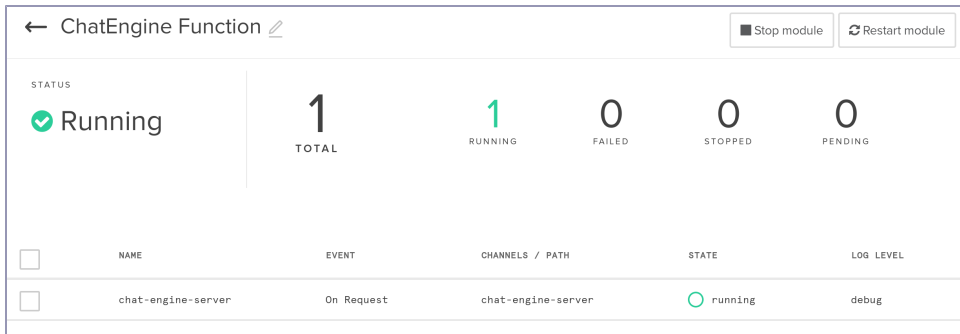 ChatEngine Function
Stop module
Restart module
STATUS
Running
1
TOTAL
1
RUNNING
0
FAILED
0
STOPPED
0
PENDING
NAME EVENT CHANNELS / PATH STATE LOG LEVEL
chat-engine-server On Request chat-engine-server running debug